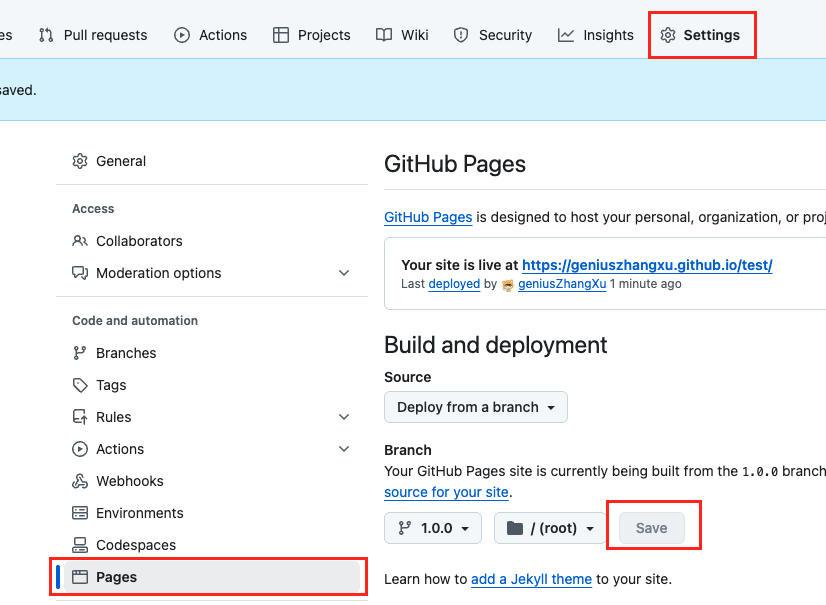 es Pull requests Actions Projects Wiki Security Insights Settings
saved.
General
Access
Collaborators
Moderation options
Code and automation
Branches
Tags
Rules
Actions
Webhooks
Environments
Codespaces
Pages
GitHub Pages
GitHub Pages is designed to host your personal, organization, or proj
Your site is live at https://geniuszhangxu.github.io/test/
Last deployed by geniusZhangXu 1 minute ago
Build and deployment
Source
Deploy from a branch
Branch
Your GitHub Pages site is currently being built from the 1.0.0 branch
source for your site.
1.0.0 / (root) Save
Learn how to add a Jekyll theme to your site.